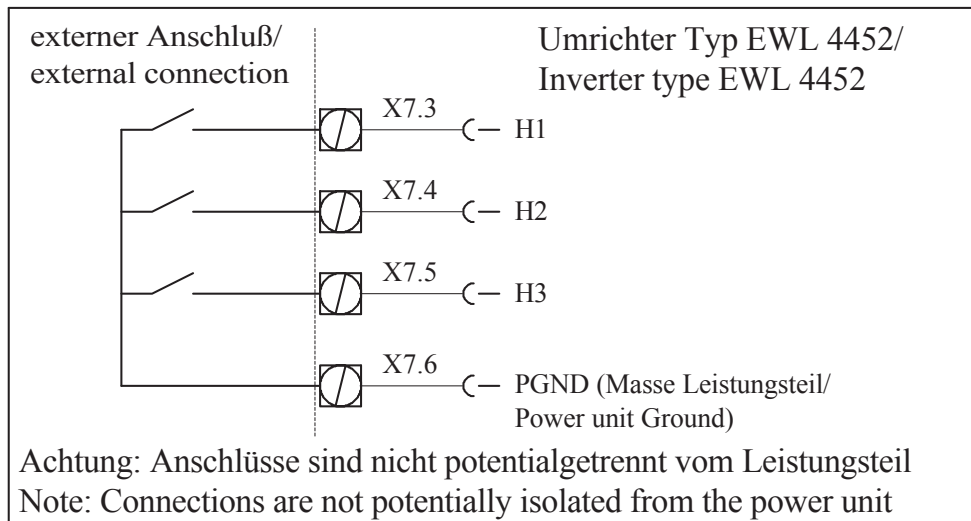 externer Anschluß/
external connection
Umrichter Typ EWL 4452/
Inverter type EWL 4452
X7.3
H1
X7.4
H2
X7.5
H3
X7.6
PGND (Masse Leistungsteil/
Power unit Ground)
Achtung: Anschlüsse sind nicht potentialgetrennt vom Leistungsteil
Note: Connections are not potentially isolated from the power unit